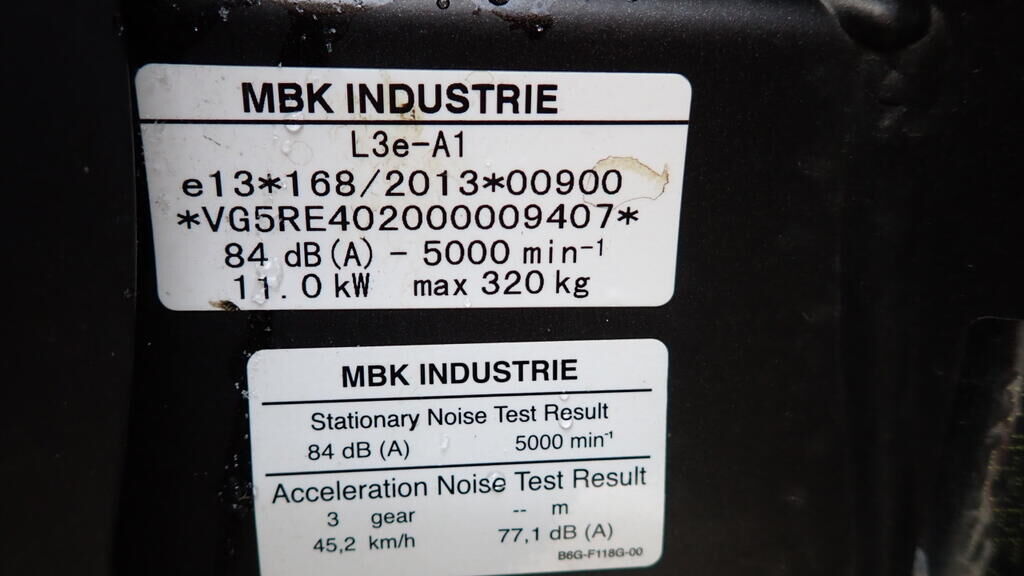 MBK INDUSTRIE
L3e-A1
e13*168/2013*00900
*VG5RE402000009407*
84 dB (A) - 5000 min-1
11.0 kW max 320 kg
MBK INDUSTRIE
Stationary Noise Test Result
84 dB (A) 5000 min-1
Acceleration Noise Test Result
3 gear -- m
45,2 km/h 77,1 dB (A)
B6G-F118G-00